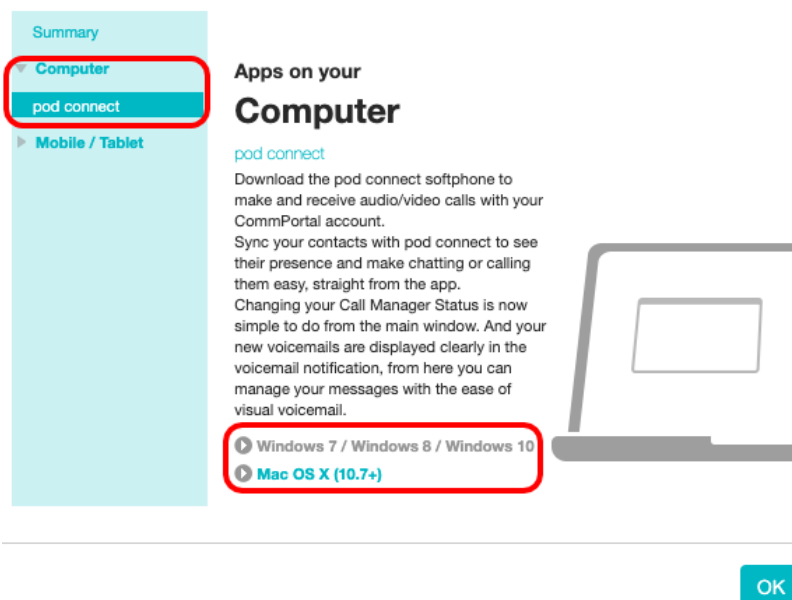 Summary
Computer
pod connect
Mobile / Tablet
Apps on your
Computer
pod connect
Download the pod connect softphone to
make and receive audio/video calls with your
CommPortal account.
Sync your contacts with pod connect to see
their presence and make chatting or calling
them easy, straight from the app.
Changing your Call Manager Status is now
simple to do from the main window. And your
new voicemails are displayed clearly in the
voicemail notification, from here you can
manage your messages with the ease of
visual voicemail.
Windows 7 / Windows 8 / Windows 10
Mac OS X (10.7+)
OK